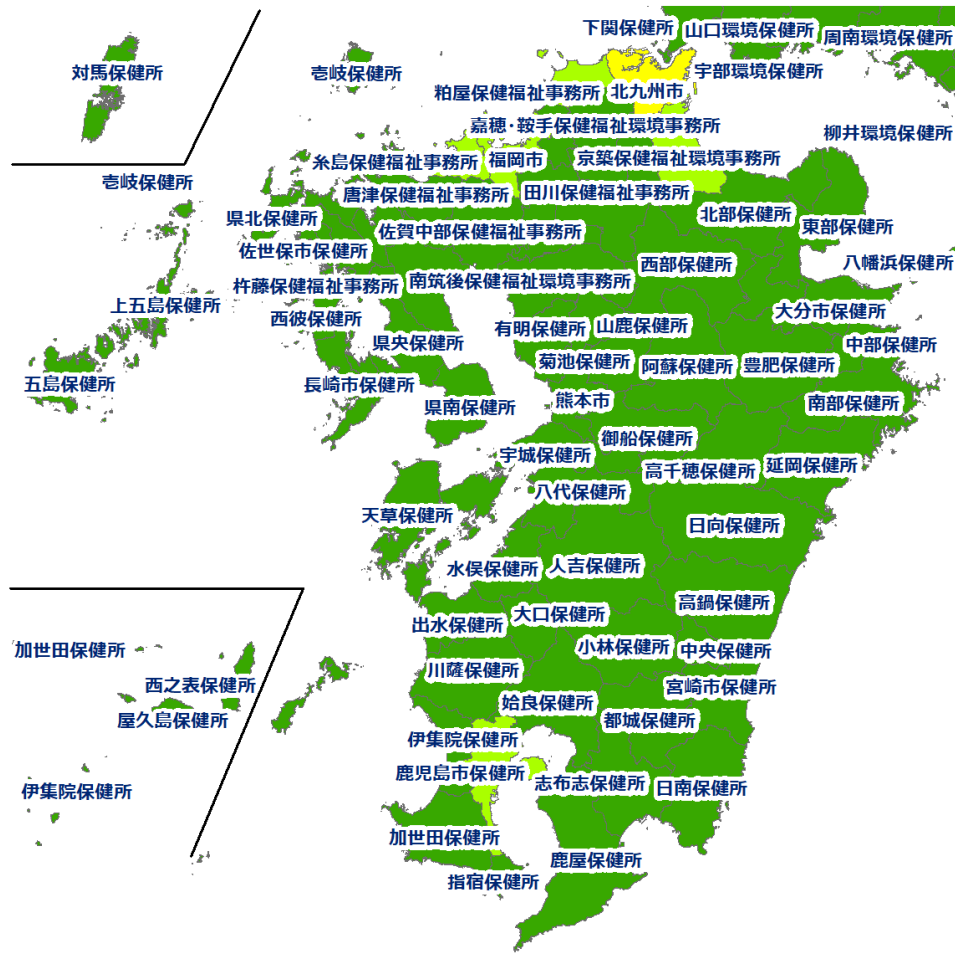 下関保健所
山口環境保健所
周南環境保健所
対馬保健所
壱岐保健所
宇部環境保健所
粕屋保健福祉事務所
北九州市
嘉穂・鞍手保健福祉環境事務所
柳井環境保健所
糸島保健福祉事務所
福岡市
京築保健福祉環境事務所
壱岐保健所
唐津保健福祉事務所
田川保健福祉事務所
県北保健所
北部保健所
東部保健所
佐賀中部保健福祉事務所
佐世保市保健所
西部保健所
八幡浜保健所
杵藤保健福祉事務所
南筑後保健福祉環境事務所
上五島保健所
西彼保健所
有明保健所
山鹿保健所
大分市保健所
県央保健所
中部保健所
菊池保健所
阿蘇保健所
豊肥保健所
五島保健所
長崎市保健所
県南保健所
熊本市
南部保健所
御船保健所
宇城保健所
高千穂保健所
延岡保健所
八代保健所
天草保健所
日向保健所
水俣保健所
人吉保健所
高鍋保健所
出水保健所
大口保健所
加世田保健所
小林保健所
中央保健所
川薩保健所
西之表保健所
宮崎市保健所
姶良保健所
屋久島保健所
都城保健所
伊集院保健所
鹿児島市保健所
志布志保健所
日南保健所
伊集院保健所
加世田保健所
鹿屋保健所
指宿保健所